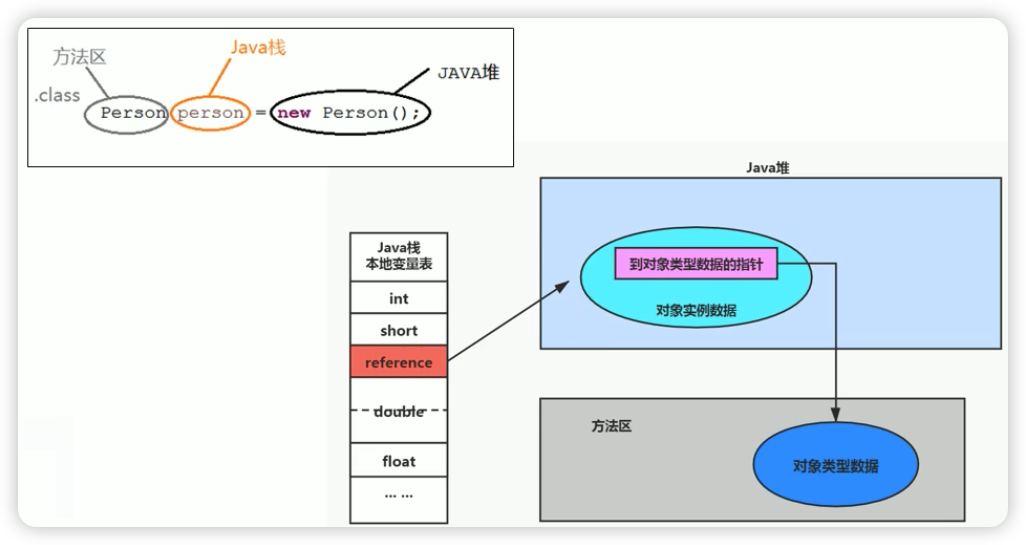 方法区
Java栈
JAVA堆
.class
Person person = new Person();
Java堆
Java栈
本地变量表
int
short
reference
double
float
... ...
到对象类型数据的指针
对象实例数据
方法区
对象类型数据